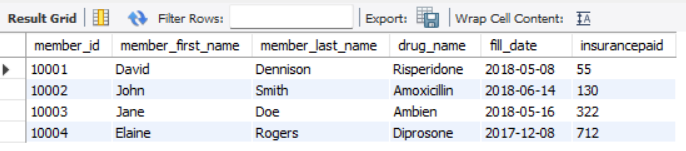 Result Grid Filter Rows: Export: Wrap Cell Content: IA
member_id member_first_name member_last_name drug_name fill_date insurancepaid
10001 David Dennison Risperidone 2018-05-08 55
10002 John Smith Amoxicillin 2018-06-14 130
10003 Jane Doe Ambien 2018-05-16 322
10004 Elaine Rogers Diprosone 2017-12-08 712